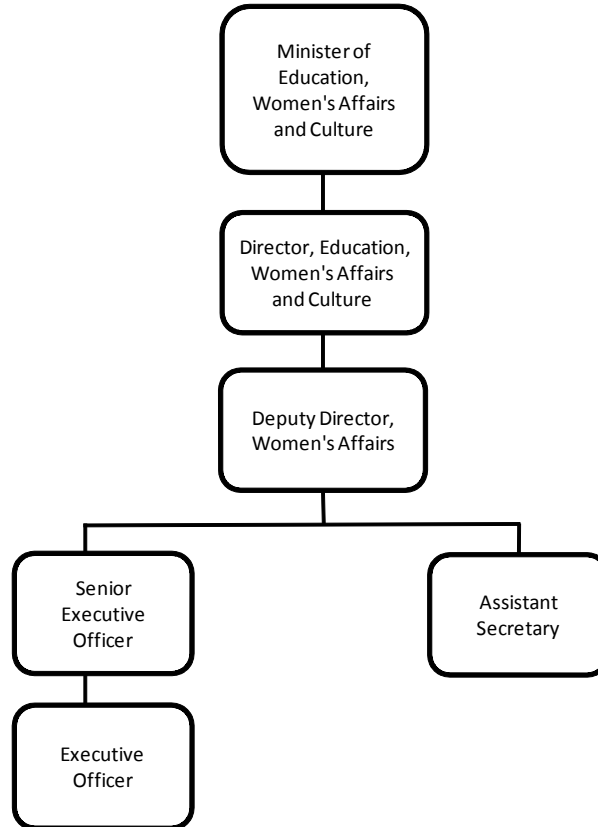 Minister of
Education,
Women's Affairs
and Culture
Director, Education,
Women's Affairs
and Culture
Deputy Director,
Women's Affairs
Senior
Executive
Officer
Assistant
Secretary
Executive
Officer